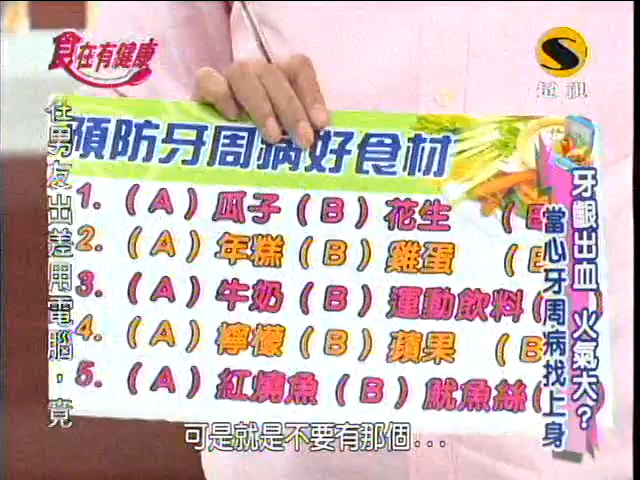 食在有健康
超視
預防牙周病好食材
1. (A) 瓜子 (B) 花生 (B
2. (A) 年糕 (B) 雞蛋 (B
3. (A) 牛奶 (B) 運動飲料 (
4. (A) 檸檬 (B) 蘋果 (B
5. (A) 紅燒魚 (B) 魷魚絲 (
牙齦出血 火氣大？
當心牙周病找上身
在男友出差用電腦，竟
可是就是不要有那個...